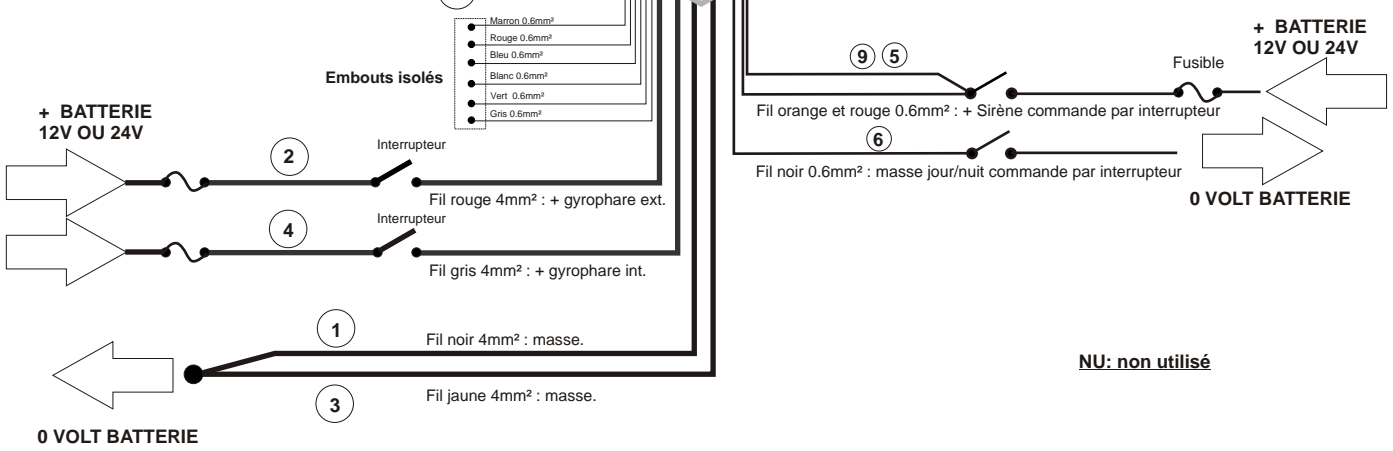 Marron 0.6mm²
Rouge 0.6mm²
Bleu 0.6mm²
Blanc 0.6mm²
Vert 0.6mm²
Gris 0.6mm²
Embouts isolés
+ BATTERIE
12V OU 24V
2
Interrupteur
Fil rouge 4mm² : + gyrophare ext.
4
Interrupteur
Fil gris 4mm² : + gyrophare int.
1
Fil noir 4mm² : masse.
3
Fil jaune 4mm² : masse.
0 VOLT BATTERIE
+ BATTERIE
12V OU 24V
Fusible
9 5
Fil orange et rouge 0.6mm² : + Sirène commande par interrupteur
6
Fil noir 0.6mm² : masse jour/nuit commande par interrupteur
0 VOLT BATTERIE
NU: non utilisé